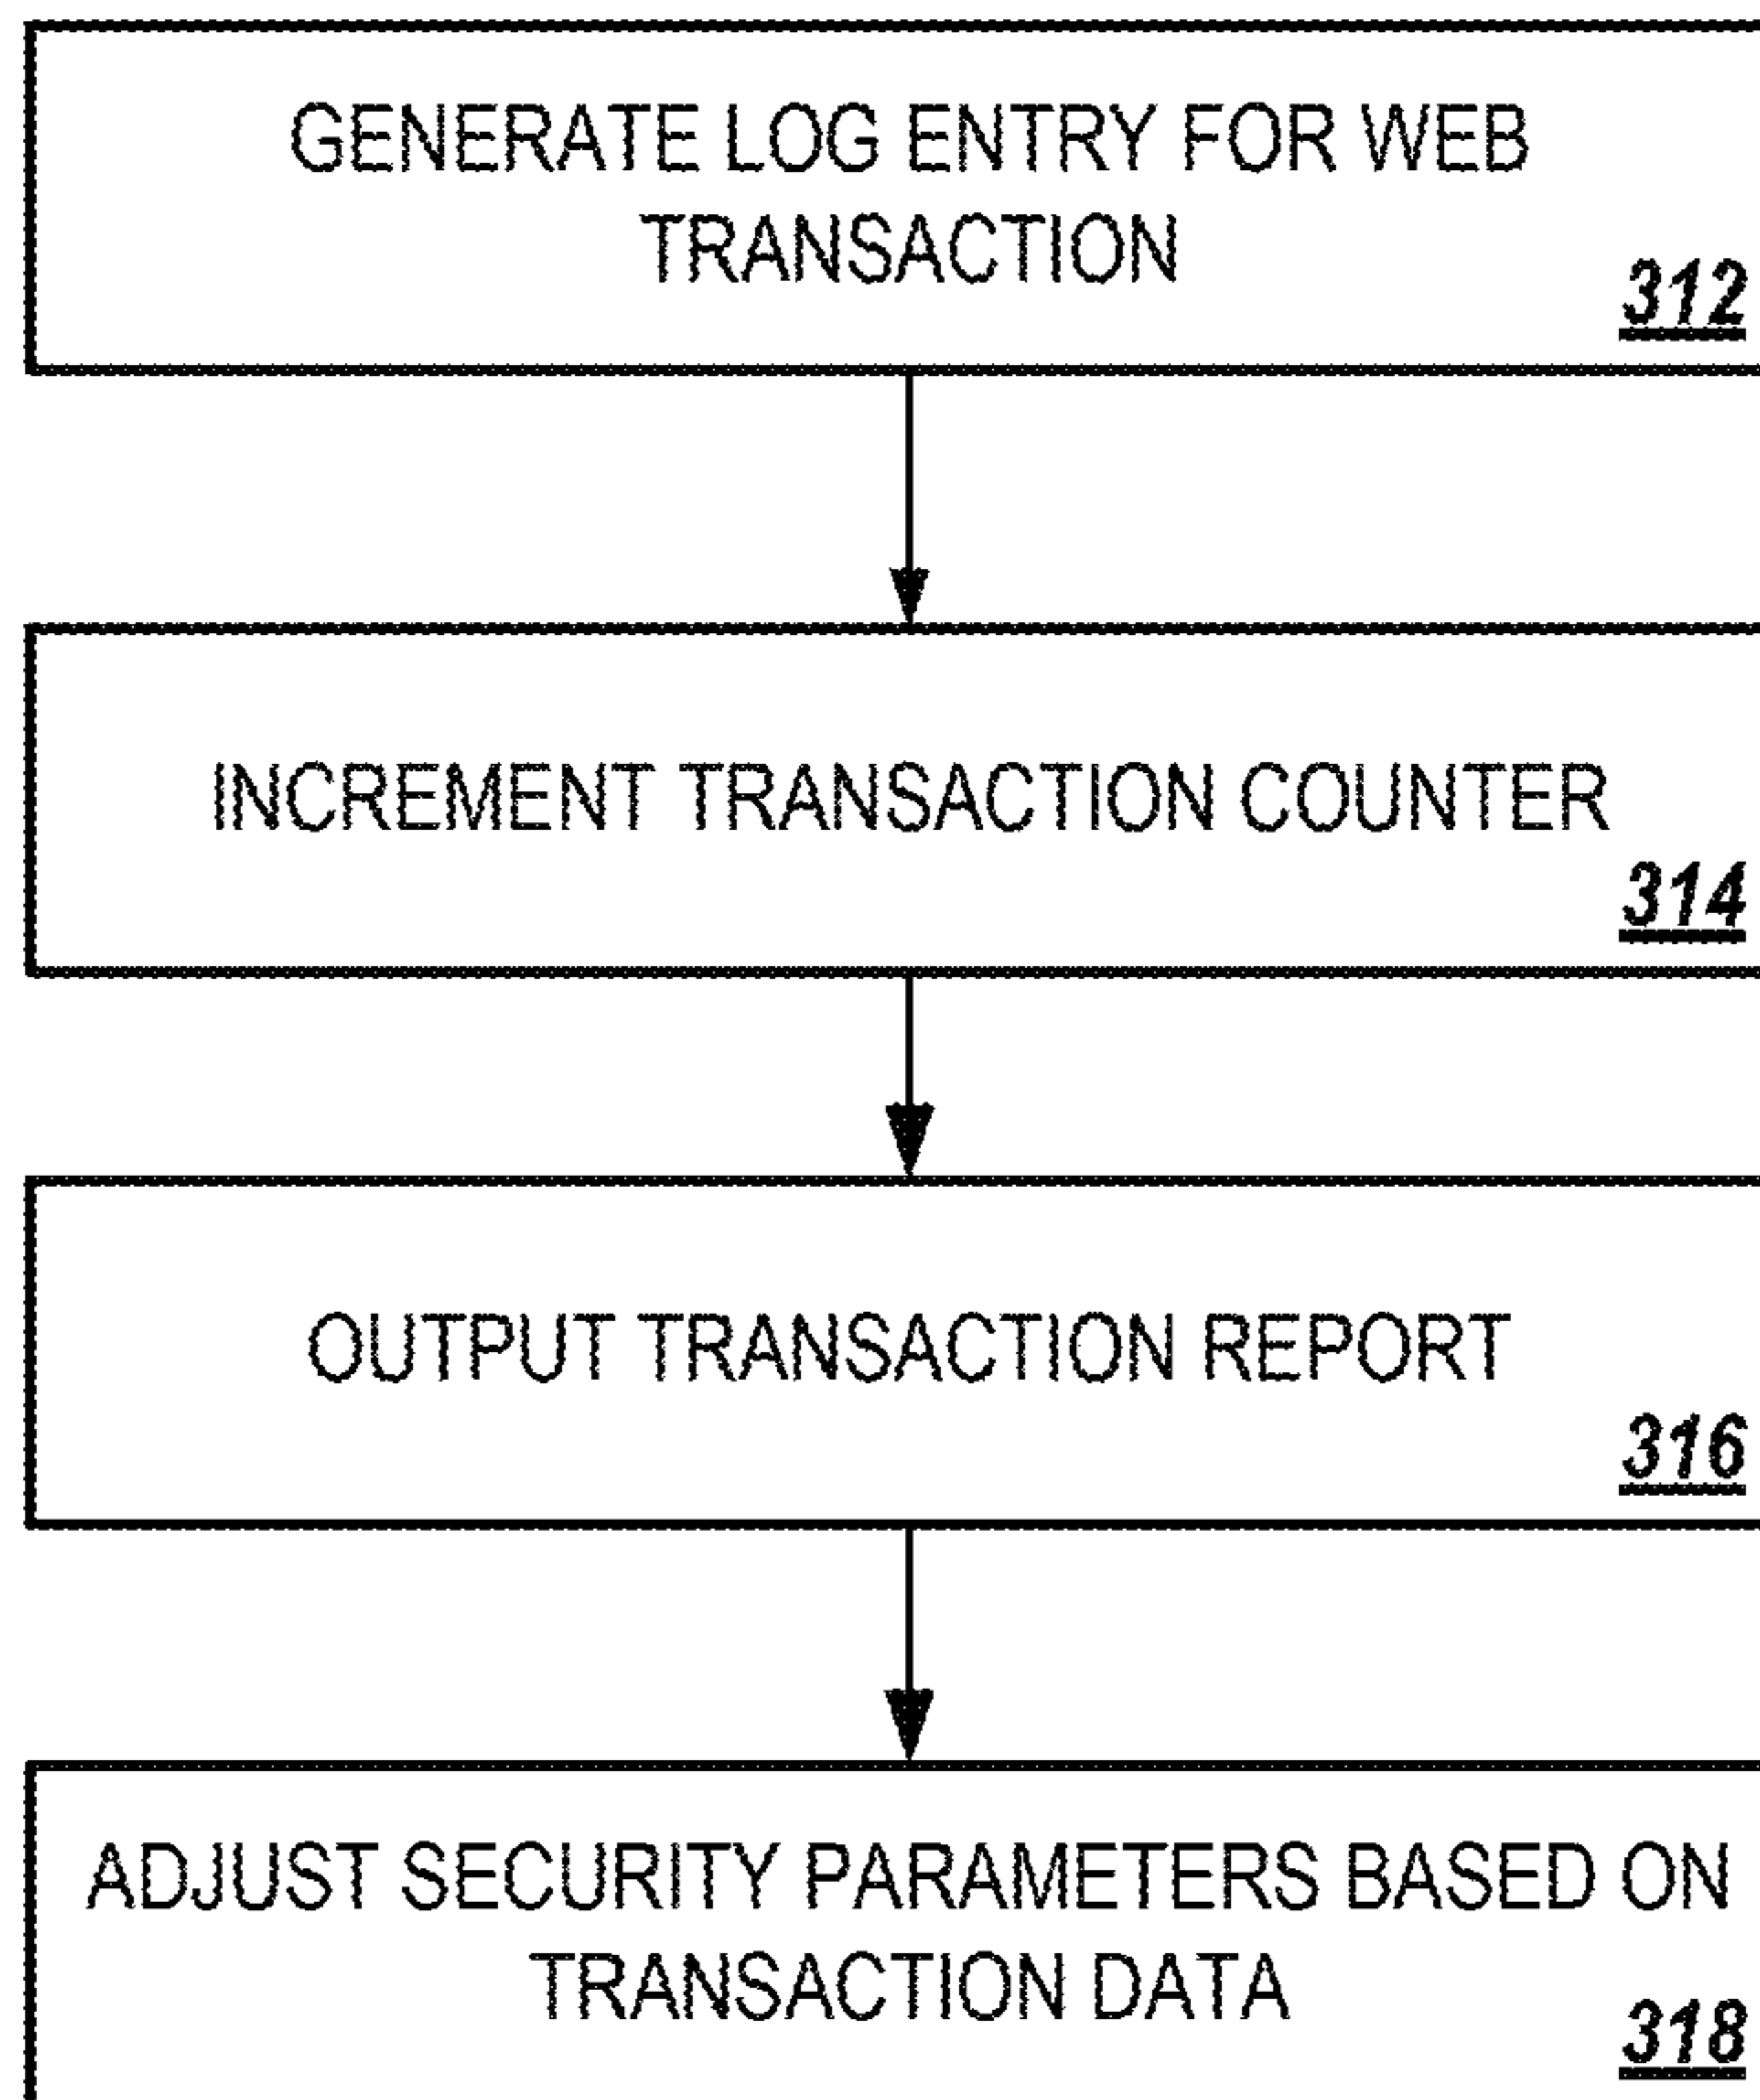 GENERATE LOG ENTRY FOR WEB
TRANSACTION
312
INCREMENT TRANSACTION COUNTER
314
OUTPUT TRANSACTION REPORT
316
ADJUST SECURITY PARAMETERS BASED ON
TRANSACTION DATA
318